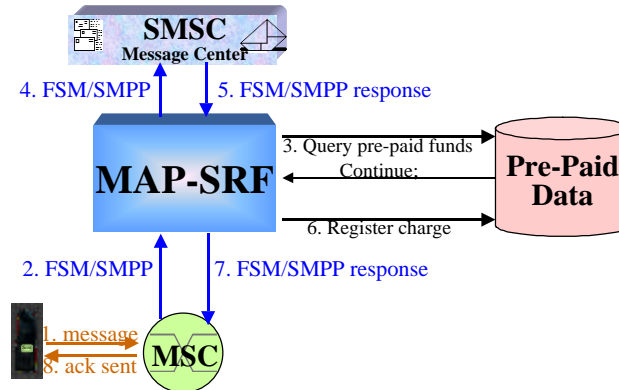 SMSC
Message Center
4. FSM/SMPP
5. FSM/SMPP response
MAP-SRF
3. Query pre-paid funds
Continue;
6. Register charge
Pre-Paid
Data
2. FSM/SMPP
7. FSM/SMPP response
1. message
8. ack sent
MSC